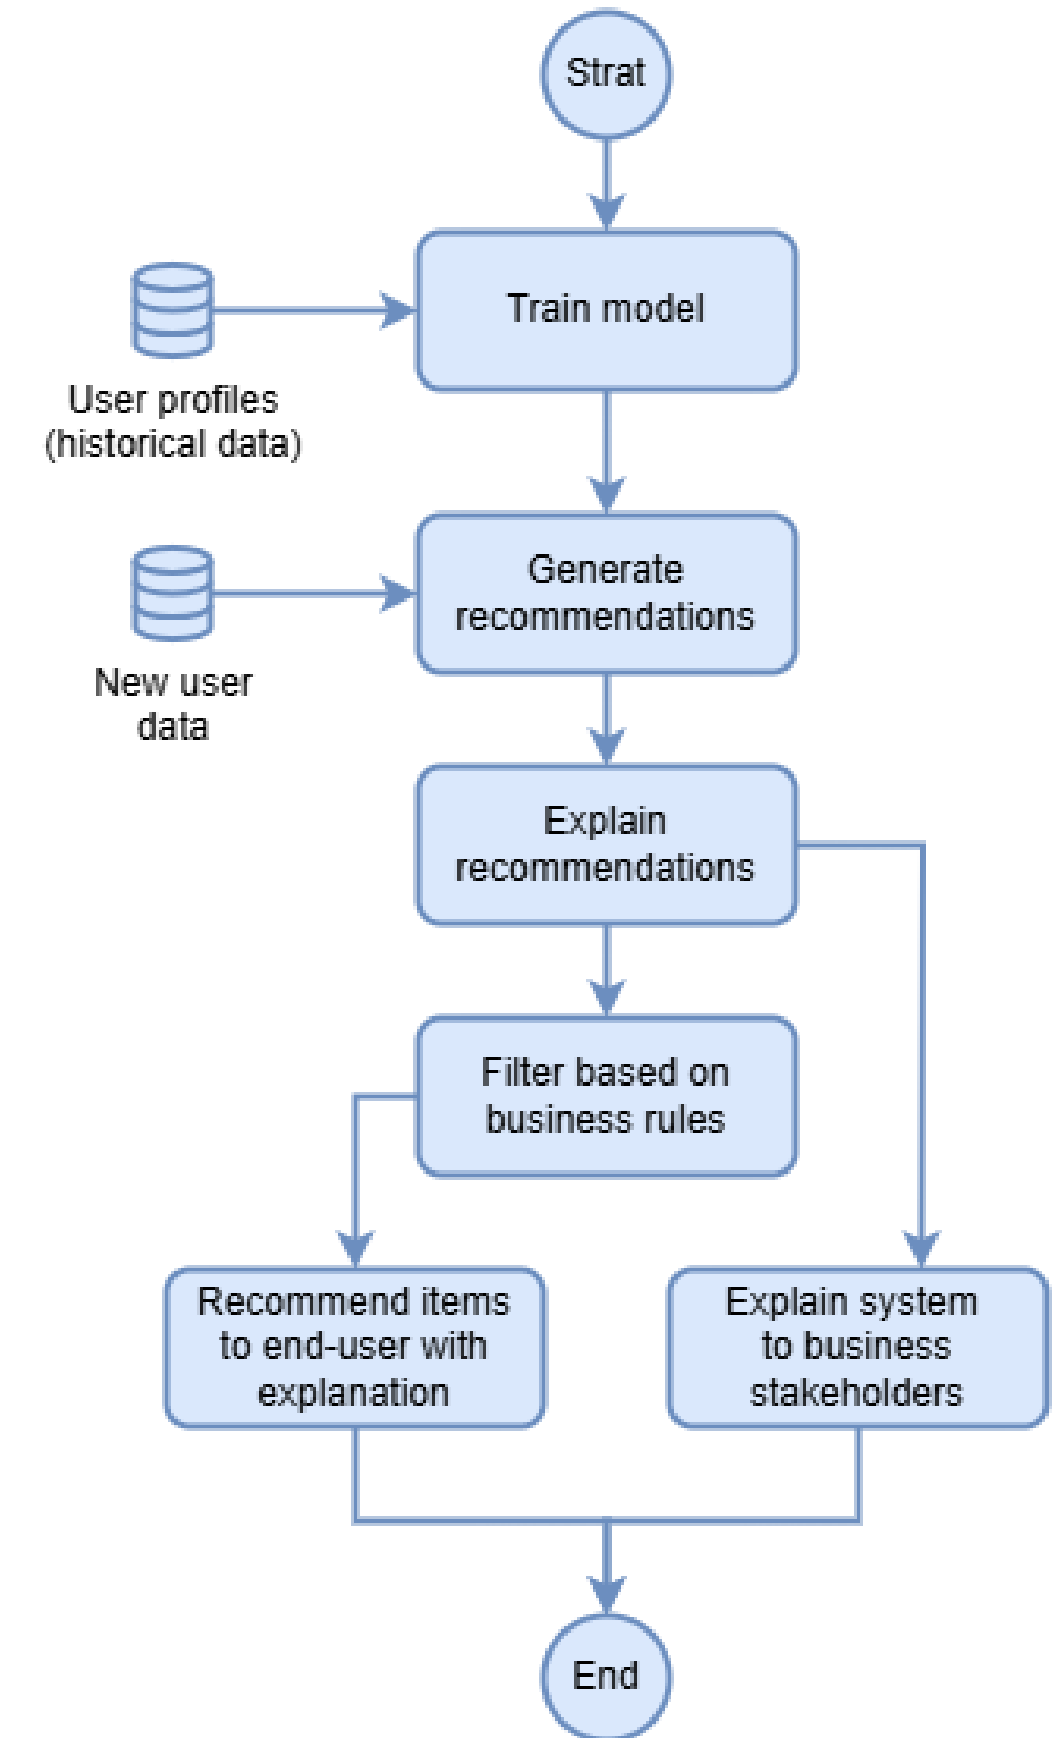 Strat
Train model
User profiles
(historical data)
Generate
recommendations
New user
data
Explain
recommendations
Filter based on
business rules
Recommend items
to end-user with
explanation
Explain system
to business
stakeholders
End